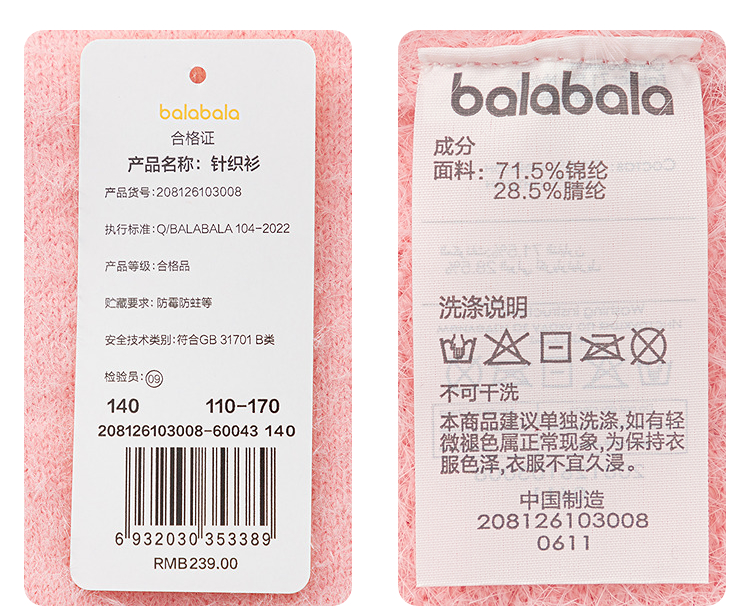 balabala
合格证
产品名称：针织衫
产品货号：208126103008
执行标准：Q/BALABALA 104-2022
产品等级：合格品
贮藏要求：防霉防蛀等
安全技术类别：符合GB 31701 B类
检验员：09
140 110-170
208126103008-60043 140
6 932030 353389
RMB239.00
balabala
成分
面料：71.5%锦纶
28.5%腈纶
洗涤说明
不可干洗
本商品建议单独洗涤，如有轻
微褪色属正常现象，为保持衣
服色泽，衣服不宜久浸。
中国制造
208126103008
0611